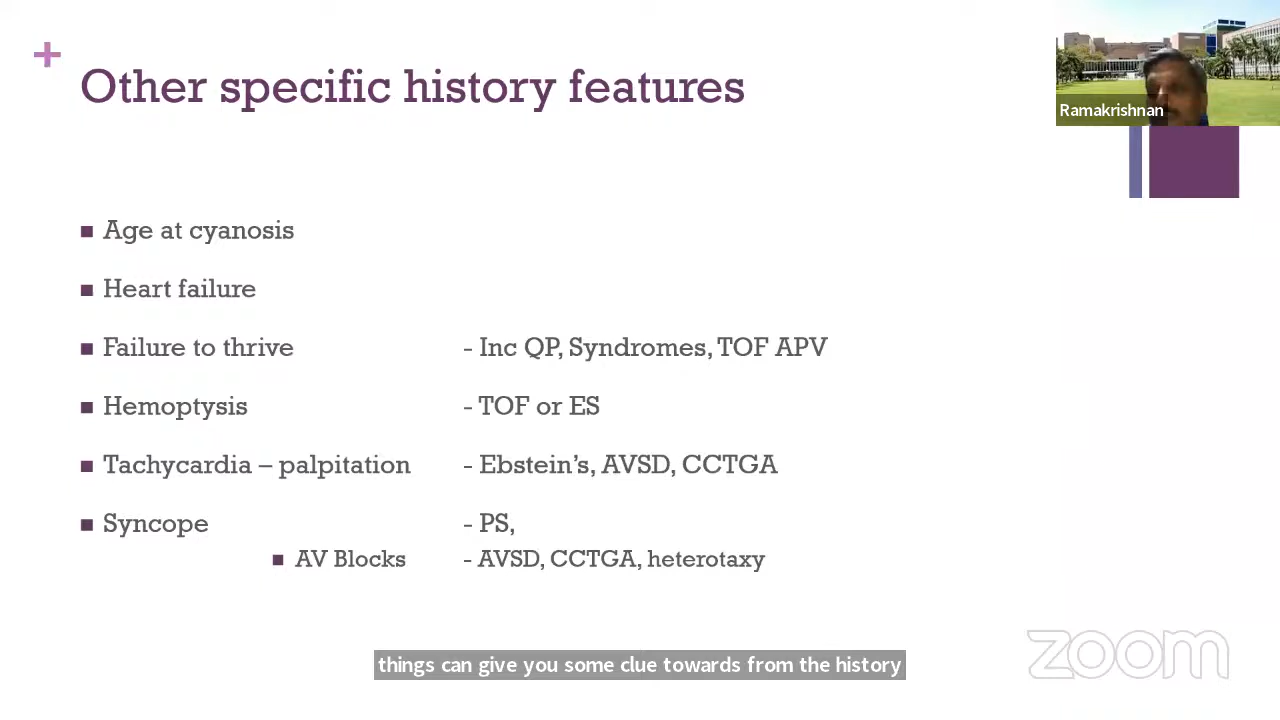 +
Other specific history features
Ramakrishnan
■ Age at cyanosis
■ Heart failure
■ Failure to thrive - Inc QP, Syndromes, TOF APV
■ Hemoptysis - TOF or ES
■ Tachycardia – palpitation - Ebstein's, AVSD, CCTGA
■ Syncope - PS,
■ AV Blocks - AVSD, CCTGA, heterotaxy
things can give you some clue towards from the history
zoom